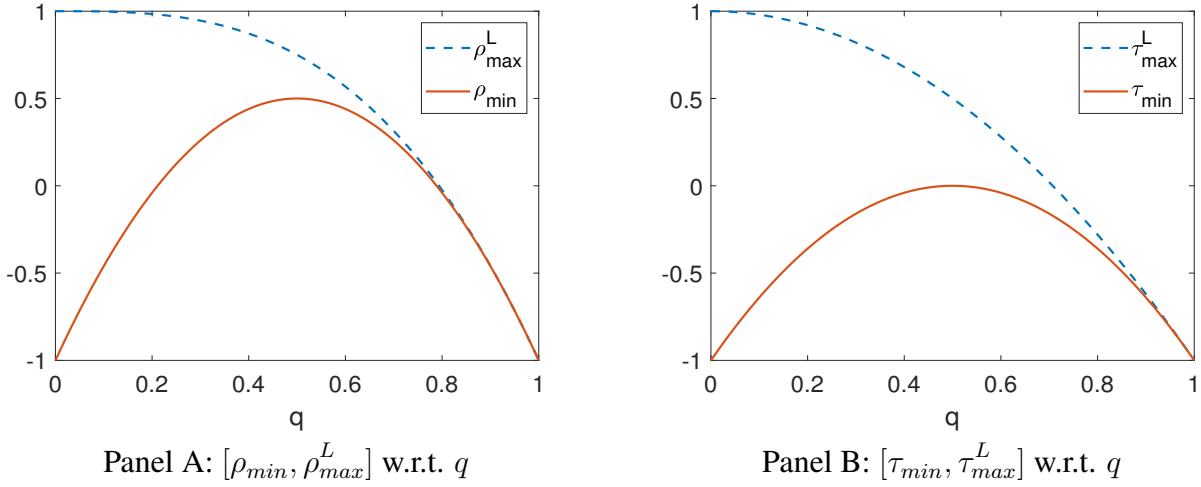 1
0.5
0
-0.5
-1
0 0.2 0.4 0.6 0.8 1
q
ρ^L_max
ρ_min
Panel A: [ρ_min, ρ^L_max] w.r.t. q
1
0.5
0
-0.5
-1
0 0.2 0.4 0.6 0.8 1
q
τ^L_max
τ_min
Panel B: [τ_min, τ^L_max] w.r.t. q